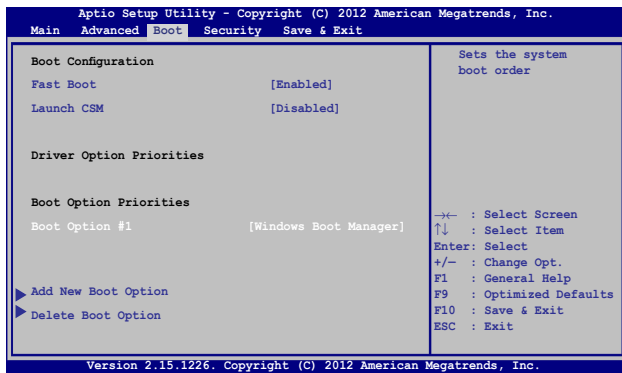 Aptio Setup Utility - Copyright (C) 2012 American Megatrends, Inc.
Main Advanced Boot Security Save & Exit
Boot Configuration
Fast Boot [Enabled]
Launch CSM [Disabled]
Driver Option Priorities
Boot Option Priorities
Boot Option #1 [Windows Boot Manager]
Add New Boot Option
Delete Boot Option
Sets the system
boot order
→← : Select Screen
↑↓ : Select Item
Enter: Select
+/— : Change Opt.
F1 : General Help
F9 : Optimized Defaults
F10 : Save & Exit
ESC : Exit
Version 2.15.1226. Copyright (C) 2012 American Megatrends, Inc.